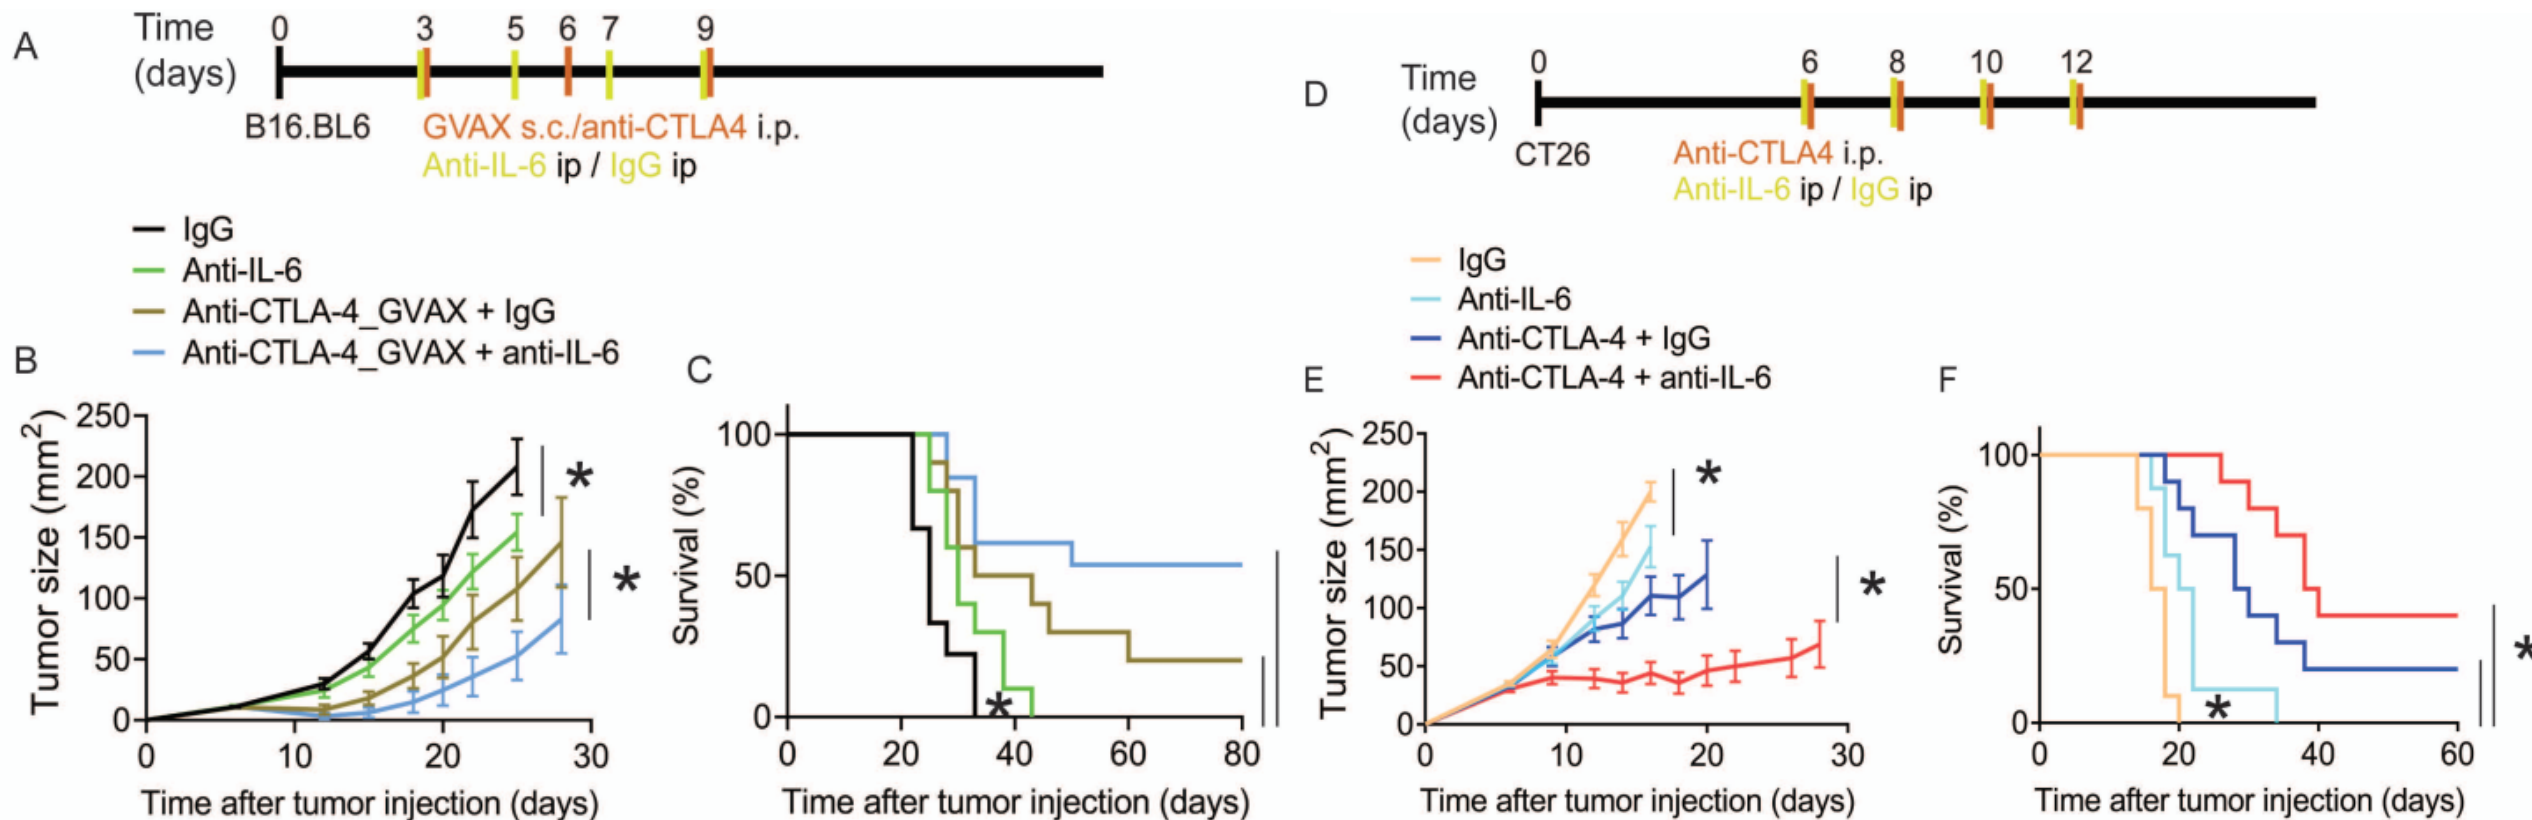 A
Time
(days)
0 3 5 6 7 9
B16.BL6
GVAX s.c./anti-CTLA4 i.p.
Anti-IL-6 ip / IgG ip
IgG
Anti-IL-6
Anti-CTLA-4_GVAX + IgG
Anti-CTLA-4_GVAX + anti-IL-6
B
Tumor size (mm²)
250
200
150
100
50
0
0 10 20 30
Time after tumor injection (days)
*
*
C
Survival (%)
100
50
0
0 20 40 60 80
Time after tumor injection (days)
*
D
Time
(days)
0 6 8 10 12
CT26
Anti-CTLA4 i.p.
Anti-IL-6 ip / IgG ip
IgG
Anti-IL-6
Anti-CTLA-4 + IgG
Anti-CTLA-4 + anti-IL-6
E
Tumor size (mm²)
250
200
150
100
50
0
0 10 20 30
Time after tumor injection (days)
*
*
F
Survival (%)
100
50
0
0 20 40 60
Time after tumor injection (days)
*
*